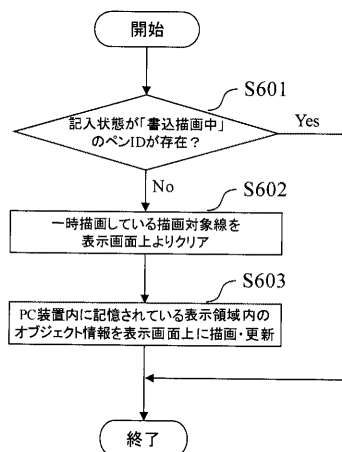 開始
S601
記入状態が「書込描画中」
のペンIDが存在?
Yes
No
S602
一時描画している描画対象線を
表示画面上よりクリア
S603
PC装置内に記憶されている表示領域内の
オブジェクト情報を表示画面上に描画・更新
終了